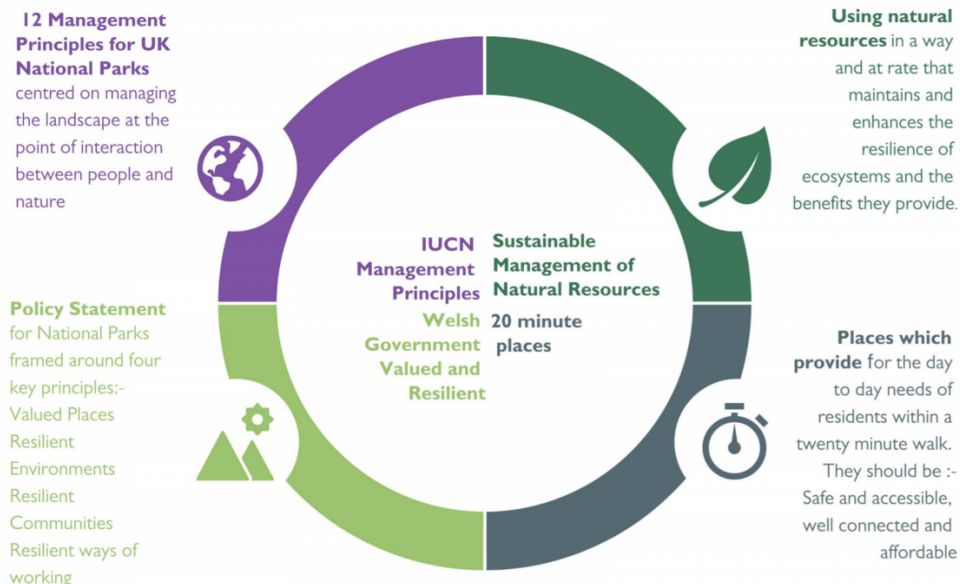 12 Management
Principles for UK
National Parks
centred on managing
the landscape at the
point of interaction
between people and
nature
Using natural
resources in a way
and at rate that
maintains and
enhances the
resilience of
ecosystems and the
benefits they provide.
IUCN
Management
Principles
Sustainable
Management of
Natural Resources
Welsh
Government
Valued and
Resilient
20 minute
places
Policy Statement
for National Parks
framed around four
key principles:-
Valued Places
Resilient
Environments
Resilient
Communities
Resilient ways of
working
Places which
provide for the day
to day needs of
residents within a
twenty minute walk.
They should be :-
Safe and accessible,
well connected and
affordable